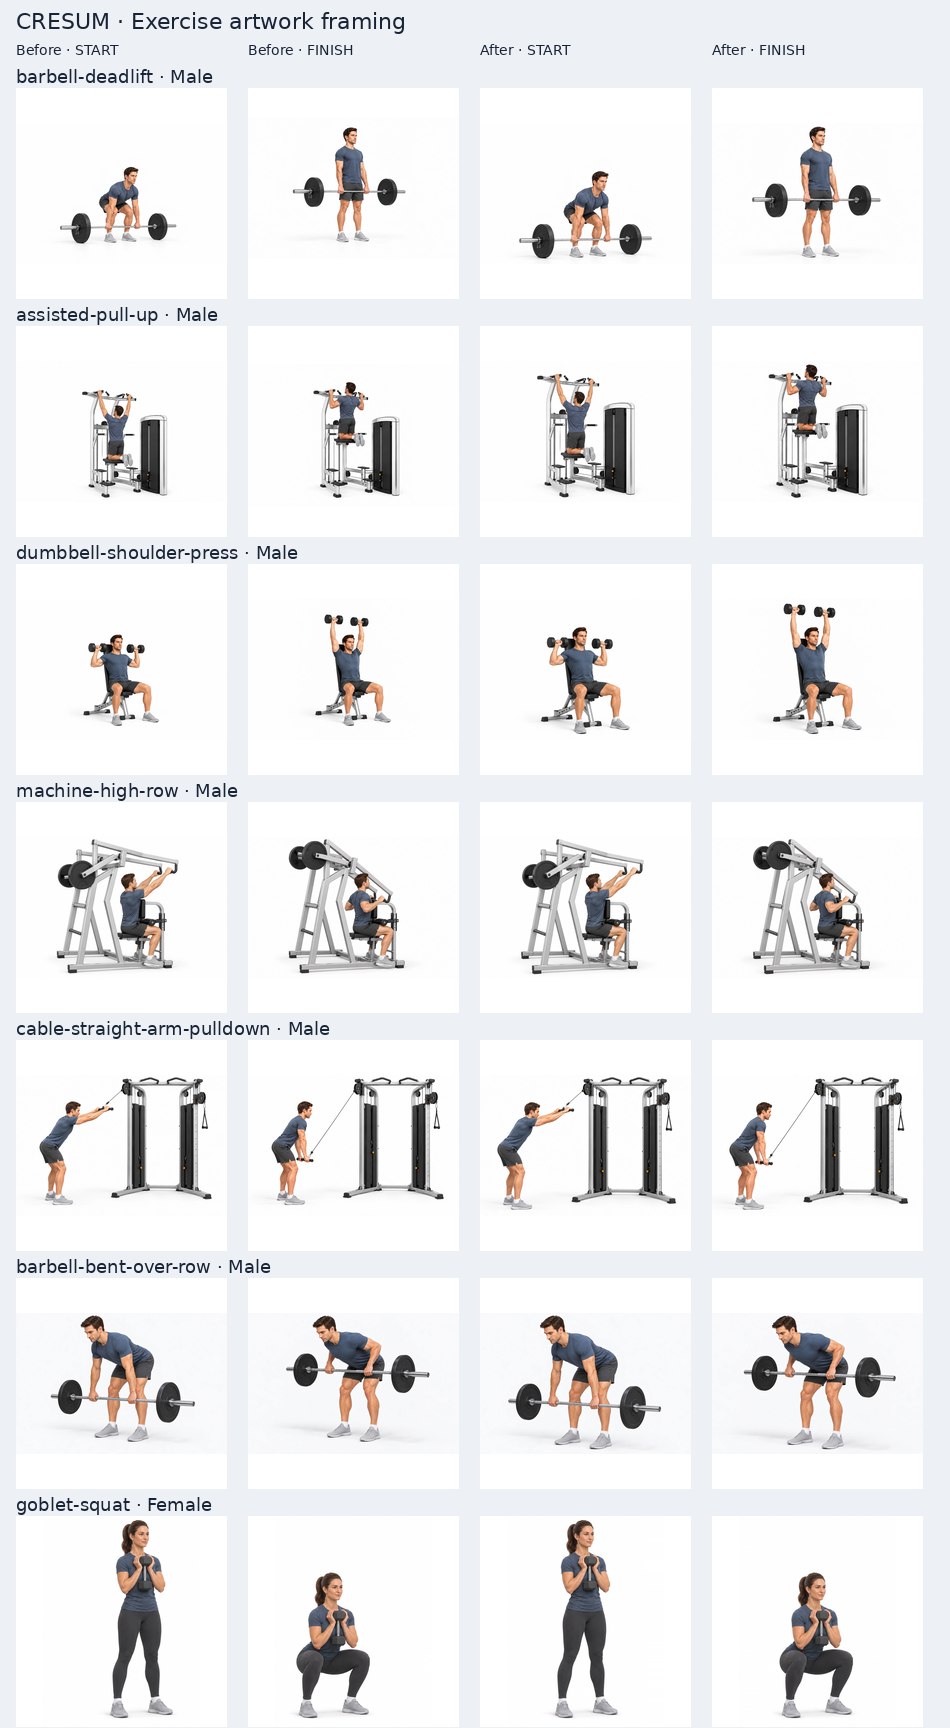 CRESUM · Exercise artwork framing
Before · START
Before · FINISH
After · START
After · FINISH
barbell-deadlift · Male
assisted-pull-up · Male
dumbbell-shoulder-press · Male
machine-high-row · Male
cable-straight-arm-pulldown · Male
barbell-bent-over-row · Male
goblet-squat · Female